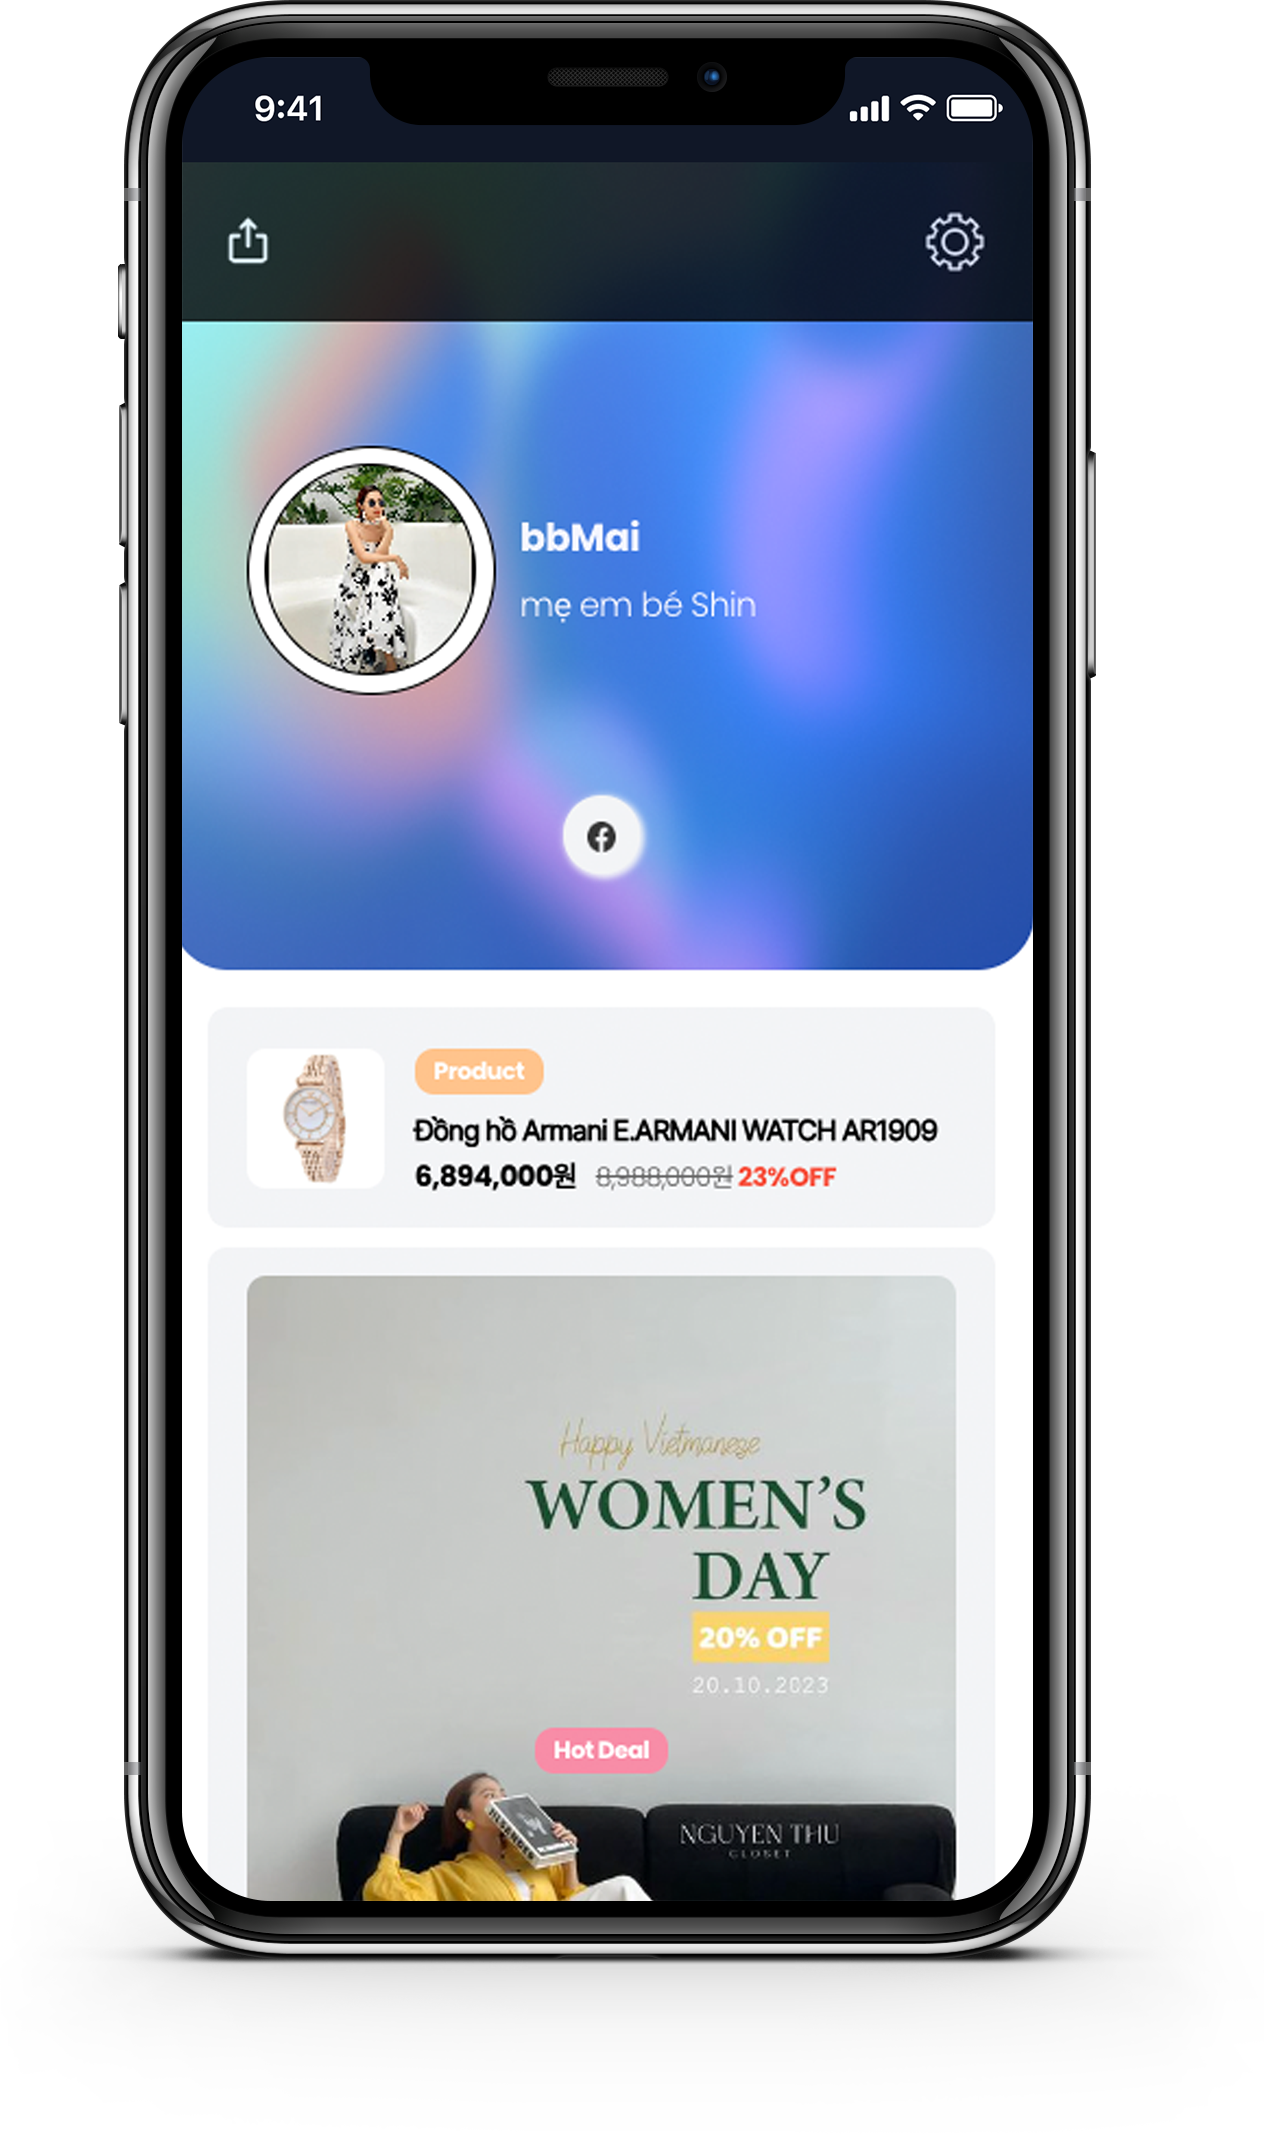 9:41
bbMai
mẹ em bé Shin
Product
Đồng hồ Armani E.ARMANI WATCH AR1909
6,894,000원 8,988,000원 23%OFF
Happy Vietmanese
WOMEN'S
DAY
20% OFF
20.10.2023
Hot Deal
NGUYEN THU
CLOSET